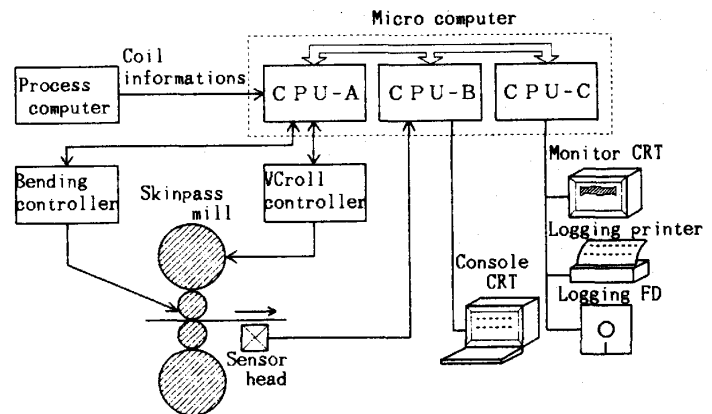 Micro computer
Coil
informations
Process
computer
CPU-A
CPU-B
CPU-C
Bending
controller
Skinpass
mill
VCroll
controller
Monitor CRT
Logging printer
Logging FD
Console
CRT
Sensor
head